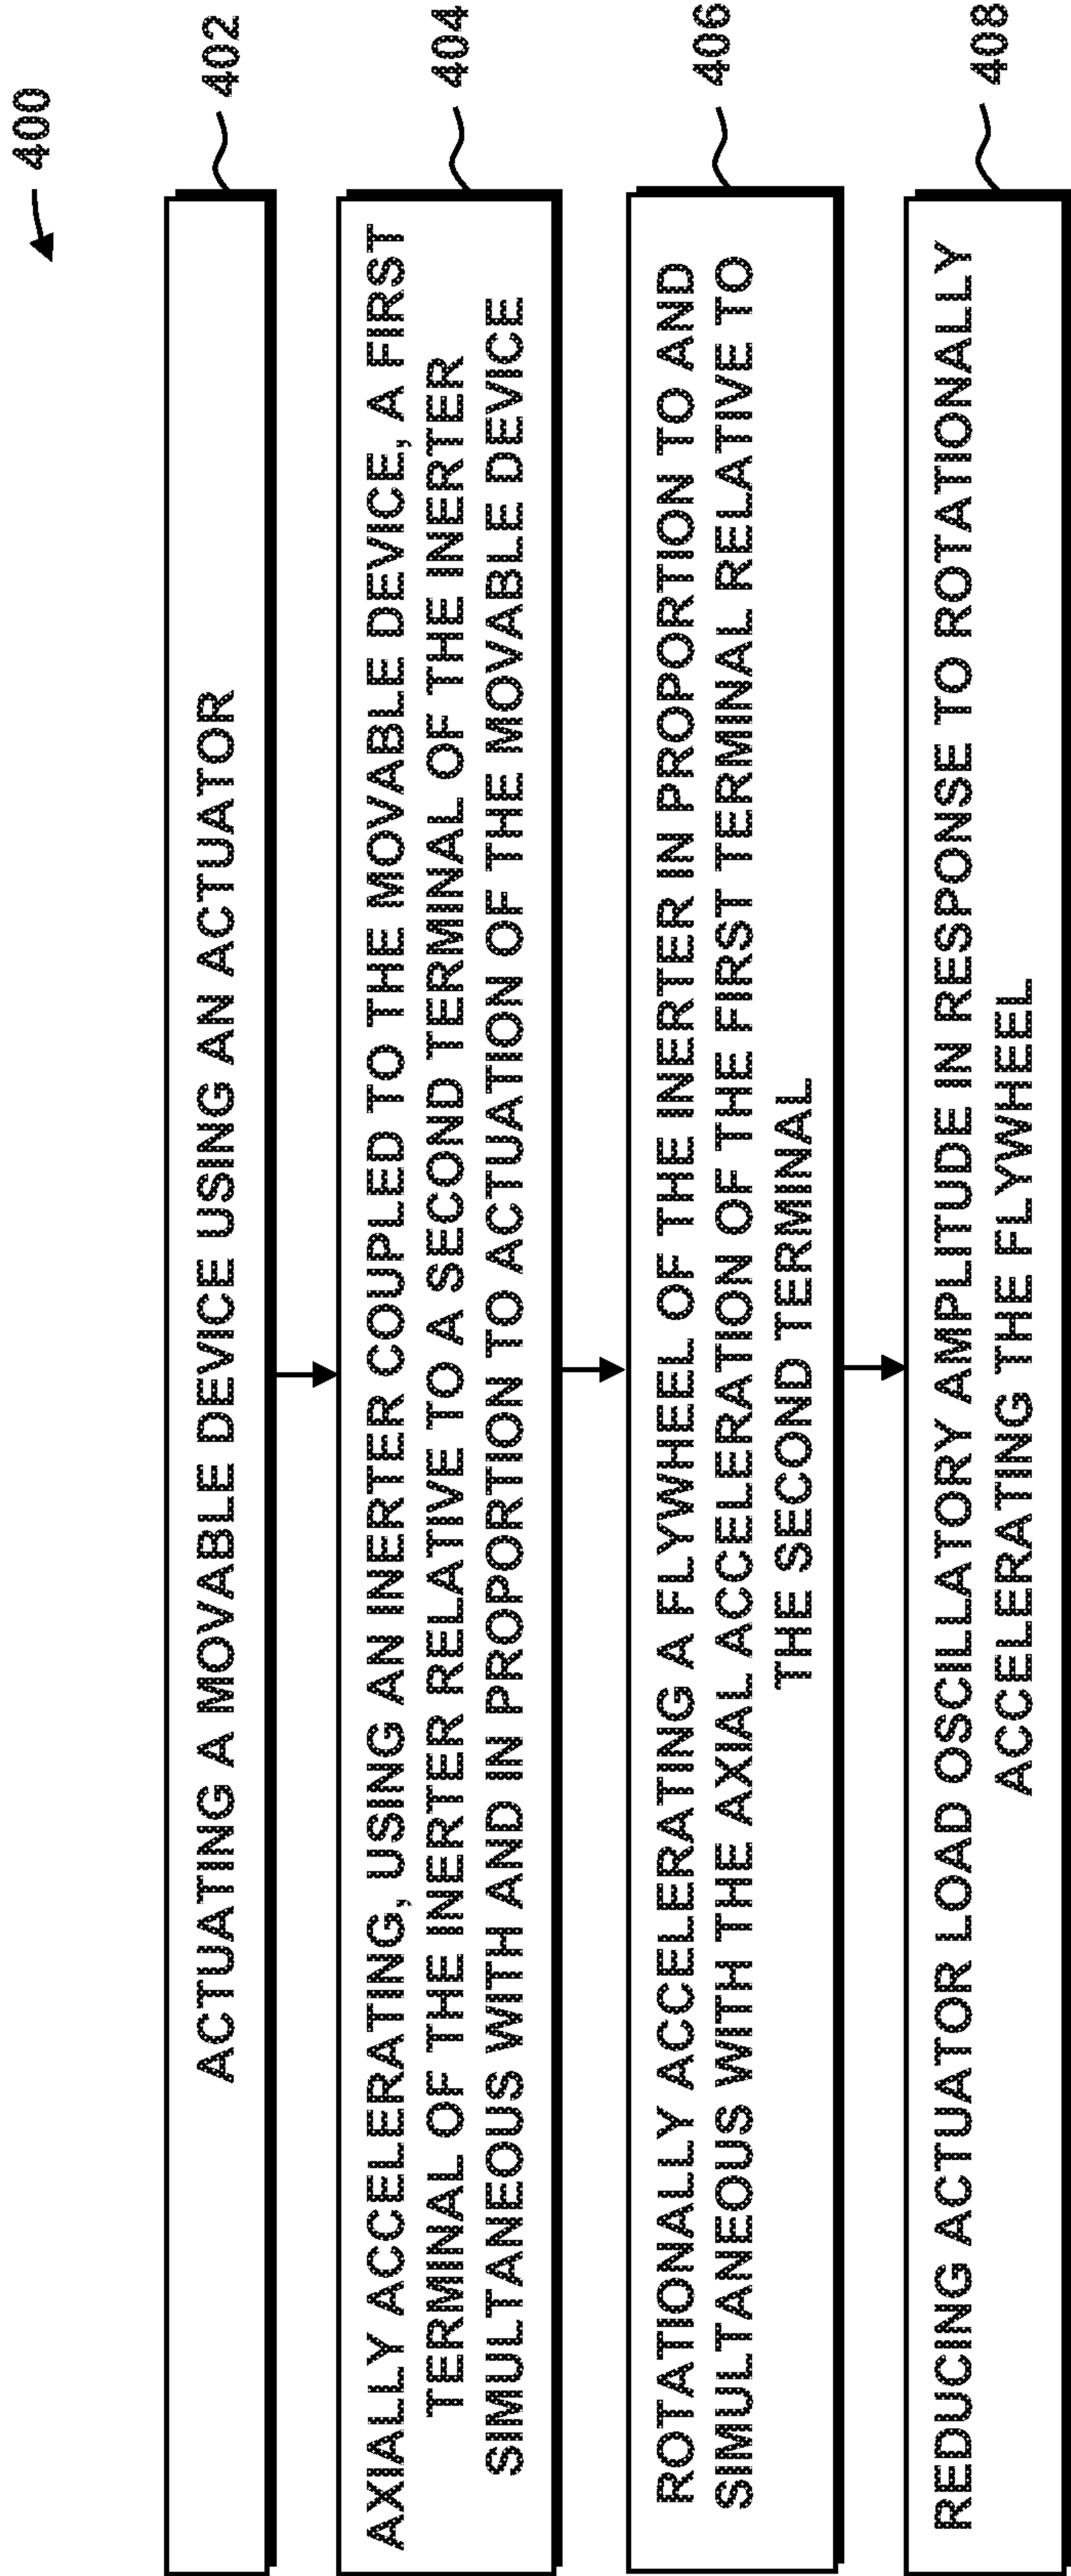 400
ACTUATING A MOVABLE DEVICE USING AN ACTUATOR
402
AXIALLY ACCELERATING, USING AN INERTER COUPLED TO THE MOVABLE DEVICE, A FIRST
TERMINAL OF THE INERTER RELATIVE TO A SECOND TERMINAL OF THE INERTER
SIMULTANEOUS WITH AND IN PROPORTION TO ACTUATION OF THE MOVABLE DEVICE
404
ROTATIONALLY ACCELERATING A FLYWHEEL OF THE INERTER IN PROPORTION TO AND
SIMULTANEOUS WITH THE AXIAL ACCELERATION OF THE FIRST TERMINAL RELATIVE TO
THE SECOND TERMINAL
406
REDUCING ACTUATOR LOAD OSCILLATORY AMPLITUDE IN RESPONSE TO ROTATIONALLY
ACCELERATING THE FLYWHEEL
408